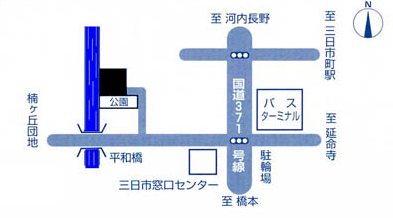 至 河内長野
至 三日市町駅
N
国道371号線
公園
バス
ターミナル
楠ヶ丘団地
平和橋
至 延命寺
駐輪場
三日市窓口センター
至 橋本